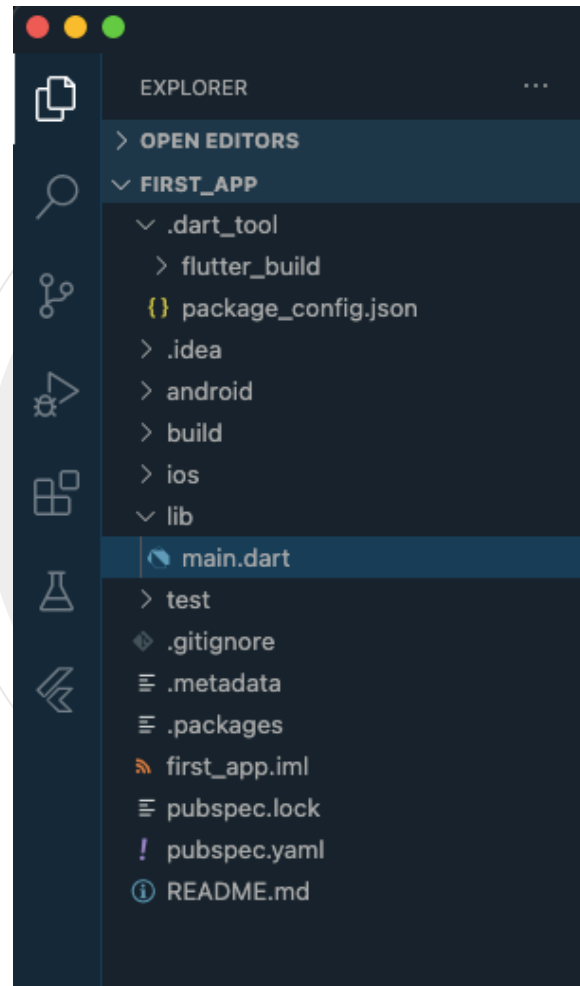 EXPLORER
OPEN EDITORS
FIRST_APP
.dart_tool
flutter_build
{} package_config.json
.idea
android
build
ios
lib
main.dart
test
.gitignore
.metadata
.packages
first_app.iml
pubspec.lock
! pubspec.yaml
README.md